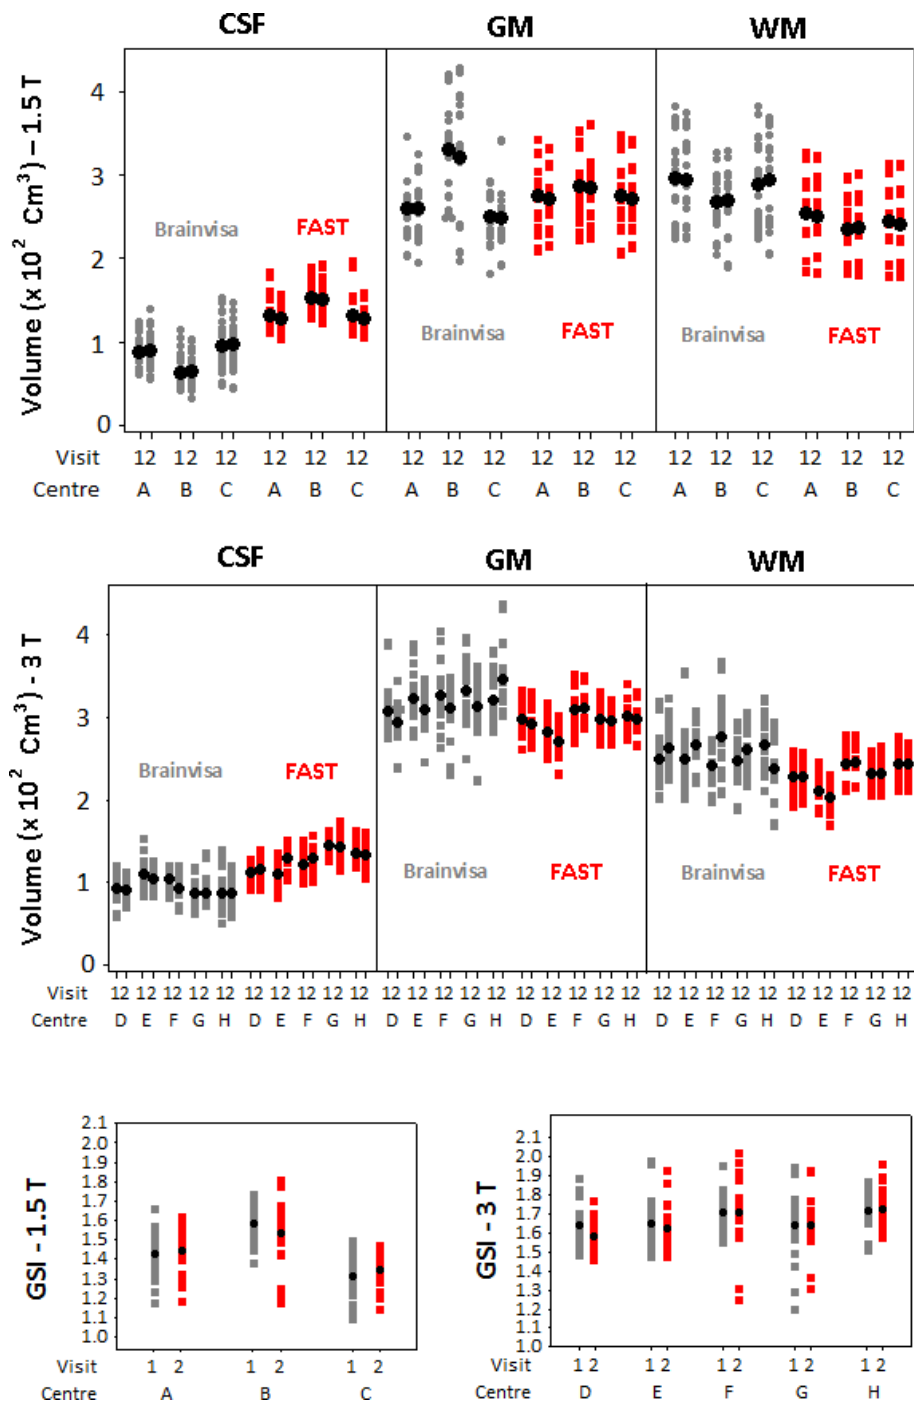 CSF GM WM
Volume (x 10² Cm³) – 1.5 T
4
3
2
1
0
Brainvisa FAST
Brainvisa FAST
Brainvisa FAST
Visit 12 12 12 12 12 12 12 12 12 12 12 12 12 12 12 12 12 12
Centre A B C A B C A B C A B C A B C A B C
CSF GM WM
Volume (x 10² Cm³) - 3 T
4
3
2
1
0
Brainvisa FAST
Brainvisa FAST
Brainvisa FAST
Visit 12 12 12 12 12 12 12 12 12 12 12 12 12 12 12 12 12 12 12 12 12 12 12 12 12 12 12 12 12 12
Centre D E F G H D E F G H D E F G H D E F G H D E F G H D E F G H
GSI - 1.5 T
2.1
2.0
1.9
1.8
1.7
1.6
1.5
1.4
1.3
1.2
1.1
1.0
Visit 1 2 1 2 1 2
Centre A B C
GSI - 3 T
2.1
2.0
1.9
1.8
1.7
1.6
1.5
1.4
1.3
1.2
1.1
1.0
Visit 1 2 1 2 1 2 1 2 1 2
Centre D E F G H